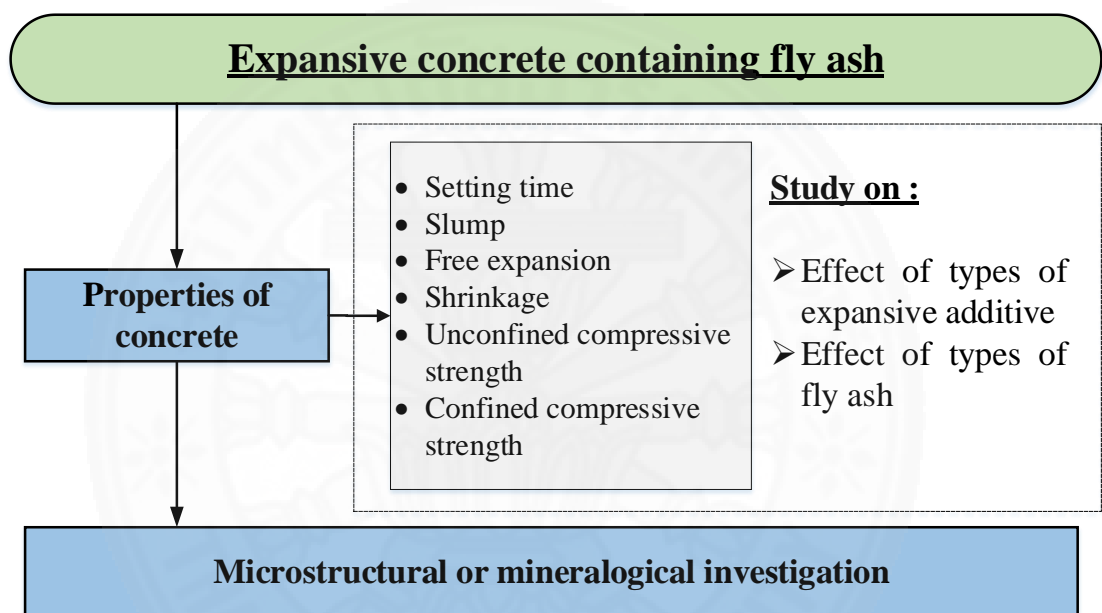 Expansive concrete containing fly ash
Properties of
concrete
• Setting time
• Slump
• Free expansion
• Shrinkage
• Unconfined compressive
strength
• Confined compressive
strength
Study on :
➢ Effect of types of
expansive additive
➢ Effect of types of
fly ash
Microstructural or mineralogical investigation